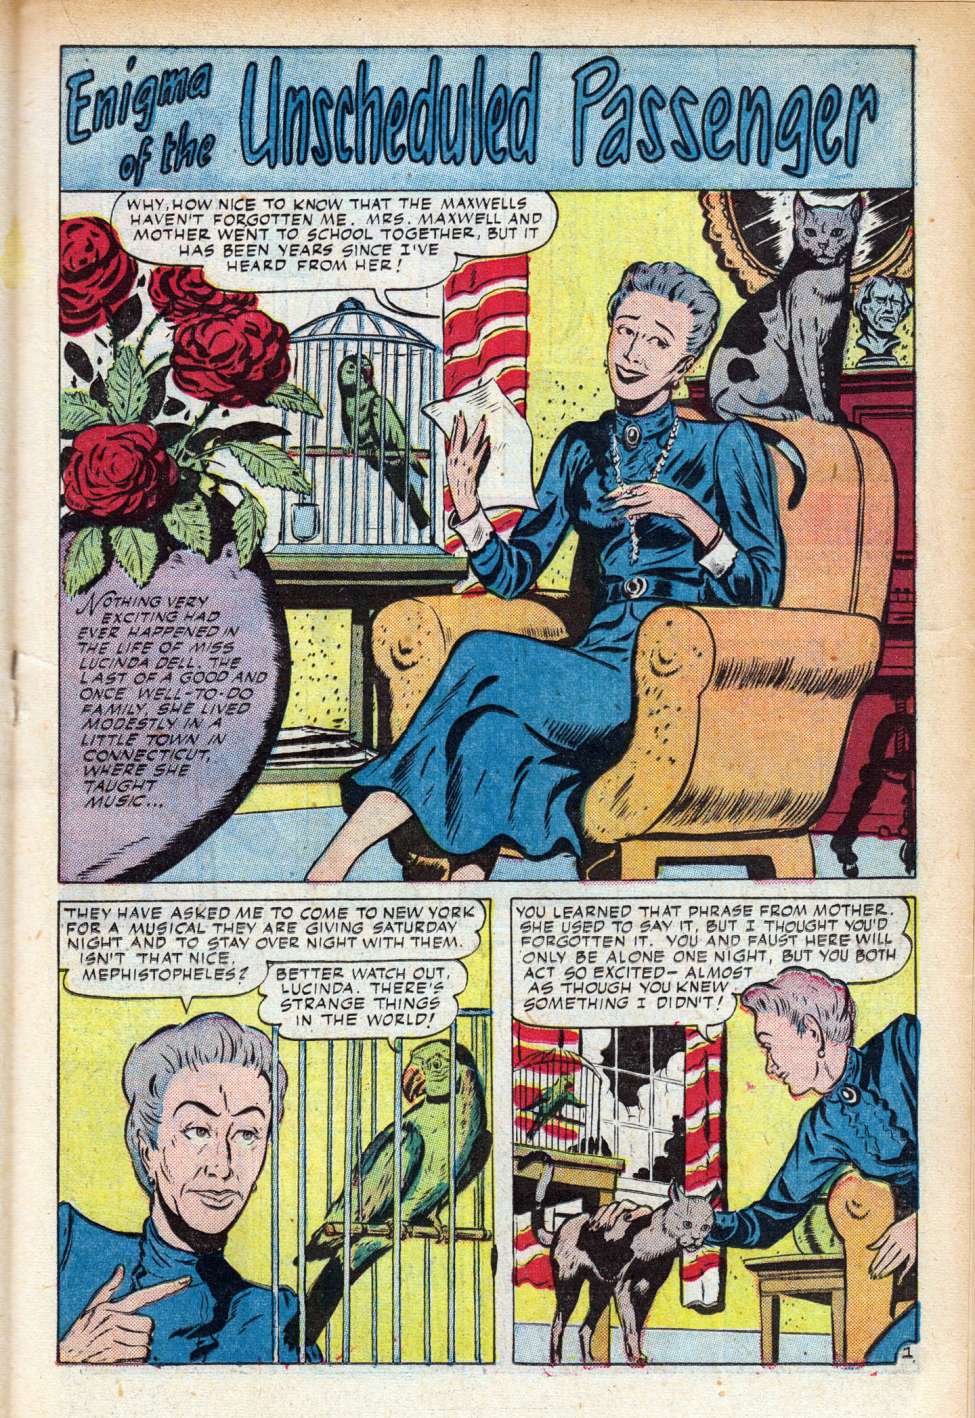 Enigma
of the
Unscheduled Passenger
WHY, HOW NICE TO KNOW THAT THE MAXWELLS
HAVEN'T FORGOTTEN ME. MRS. MAXWELL AND
MOTHER WENT TO SCHOOL TOGETHER, BUT IT
HAS BEEN YEARS SINCE I'VE
HEARD FROM HER!
NOTHING VERY
EXCITING HAD
EVER HAPPENED IN
THE LIFE OF MISS
LUCINDA DELL. THE
LAST OF A GOOD AND
ONCE WELL-TO-DO
FAMILY, SHE LIVED
MODESTLY IN A
LITTLE TOWN IN
CONNECTICUT,
WHERE SHE
TAUGHT
MUSIC...
THEY HAVE ASKED ME TO COME TO NEW YORK
FOR A MUSICAL THEY ARE GIVING SATURDAY
NIGHT AND TO STAY OVER NIGHT WITH THEM.
ISN'T THAT NICE,
MEPHISTOPHELES?
BETTER WATCH OUT,
LUCINDA. THERE'S
STRANGE THINGS
IN THE WORLD!
YOU LEARNED THAT PHRASE FROM MOTHER.
SHE USED TO SAY IT, BUT I THOUGHT YOU'D
FORGOTTEN IT. YOU AND FAUST HERE WILL
ONLY BE ALONE ONE NIGHT, BUT YOU BOTH
ACT SO EXCITED— ALMOST
AS THOUGH YOU KNEW
SOMETHING I DIDN'T!
1